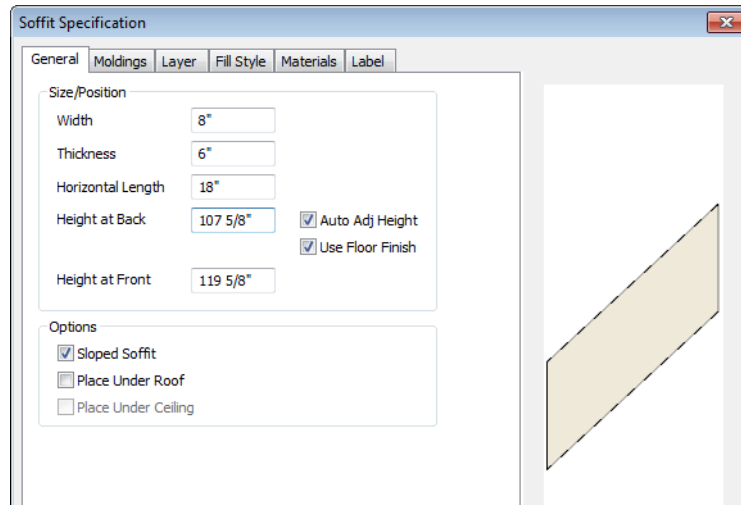 Soffit Specification
General Moldings Layer Fill Style Materials Label
Size/Position
Width 8"
Thickness 6"
Horizontal Length 18"
Height at Back 107 5/8" Auto Adj Height
Use Floor Finish
Height at Front 119 5/8"
Options
Sloped Soffit
Place Under Roof
Place Under Ceiling